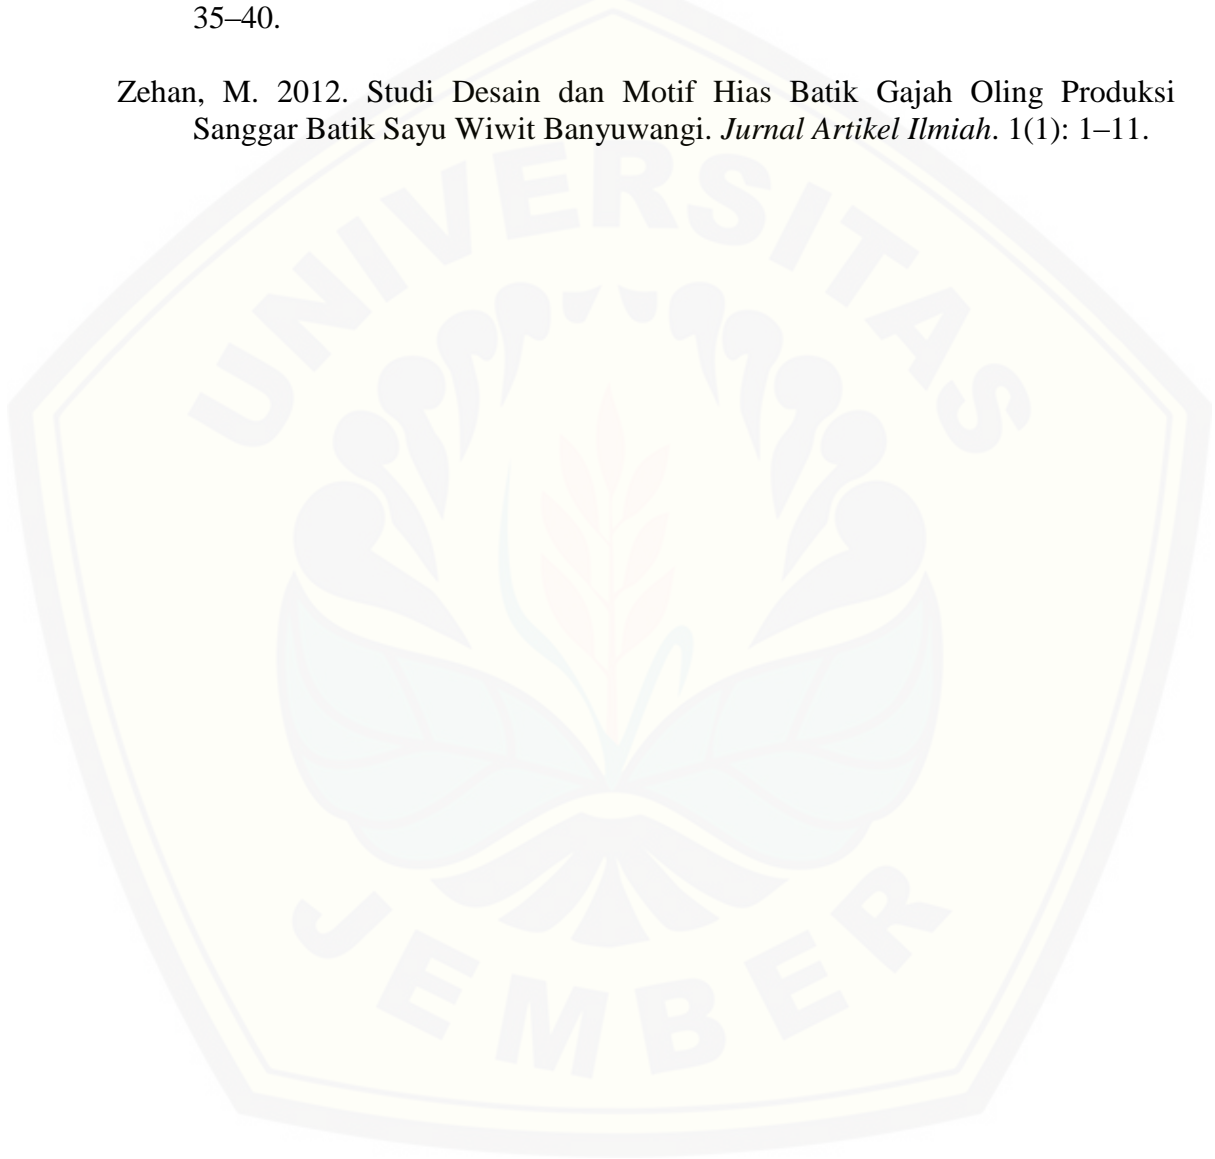 35–40.
Zehan, M. 2012. Studi Desain dan Motif Hias Batik Gajah Oling Produksi
Sanggar Batik Sayu Wiwit Banyuwangi. Jurnal Artikel Ilmiah. 1(1): 1–11.
UNIVERSITAS
JEMBER